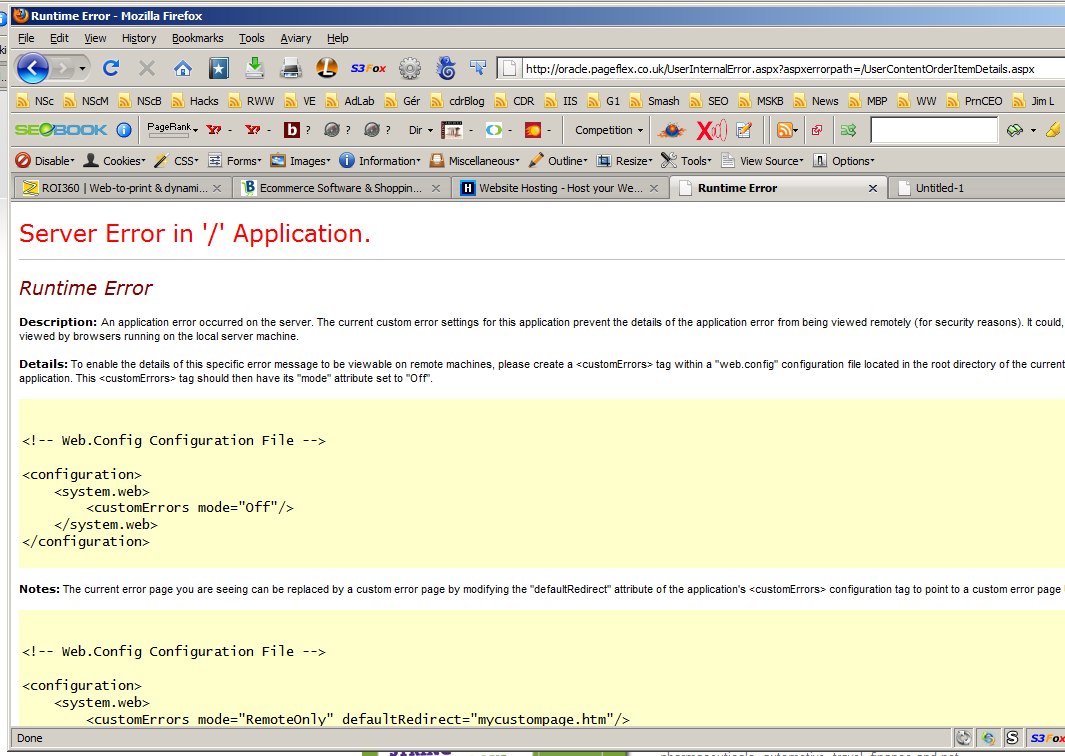 Runtime Error - Mozilla Firefox
File Edit View History Bookmarks Tools Aviary Help
S3Fox http://oracle.pageflex.co.uk/UserInternalError.aspx?aspxerrorpath=/UserContentOrderItemDetails.aspx
NSc NScM NScB Hacks RWW VE AdLab Gér cdrBlog CDR IIS G1 Smash SEO MSKB News MBP WW PrnCEO Jim L
SEOBOOK PageRank Y? - Y? - b ? ? ? Dir - - - Competition X()
Disable Cookies CSS Forms Images Information Miscellaneous Outline Resize Tools View Source Options
ROI360 | Web-to-print & dynami... Ecommerce Software & Shoppin... H Website Hosting - Host your We... Runtime Error Untitled-1
Server Error in '/' Application.
Runtime Error
Description: An application error occurred on the server. The current custom error settings for this application prevent the details of the application error from being viewed remotely (for security reasons). It could,
viewed by browsers running on the local server machine.
Details: To enable the details of this specific error message to be viewable on remote machines, please create a <customErrors> tag within a "web.config" configuration file located in the root directory of the current
application. This <customErrors> tag should then have its "mode" attribute set to "Off".
<!-- Web.Config Configuration File -->
<configuration>
<system.web>
<customErrors mode="Off"/>
</system.web>
</configuration>
Notes: The current error page you are seeing can be replaced by a custom error page by modifying the "defaultRedirect" attribute of the application's <customErrors> configuration tag to point to a custom error page
<!-- Web.Config Configuration File -->
<configuration>
<system.web>
<customErrors mode="RemoteOnly" defaultRedirect="mycustompage.htm"/>
Done S S3Fox